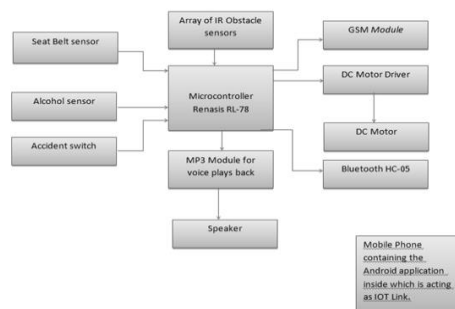 Array of IR Obstacle
sensors
Seat Belt sensor
GSM Module
Microcontroller
Renasis RL-78
DC Motor Driver
Alcohol sensor
Accident switch
DC Motor
MP3 Module for
voice plays back
Bluetooth HC-05
Speaker
Mobile Phone
containing the
Android application
inside which is acting
as IOT Link.